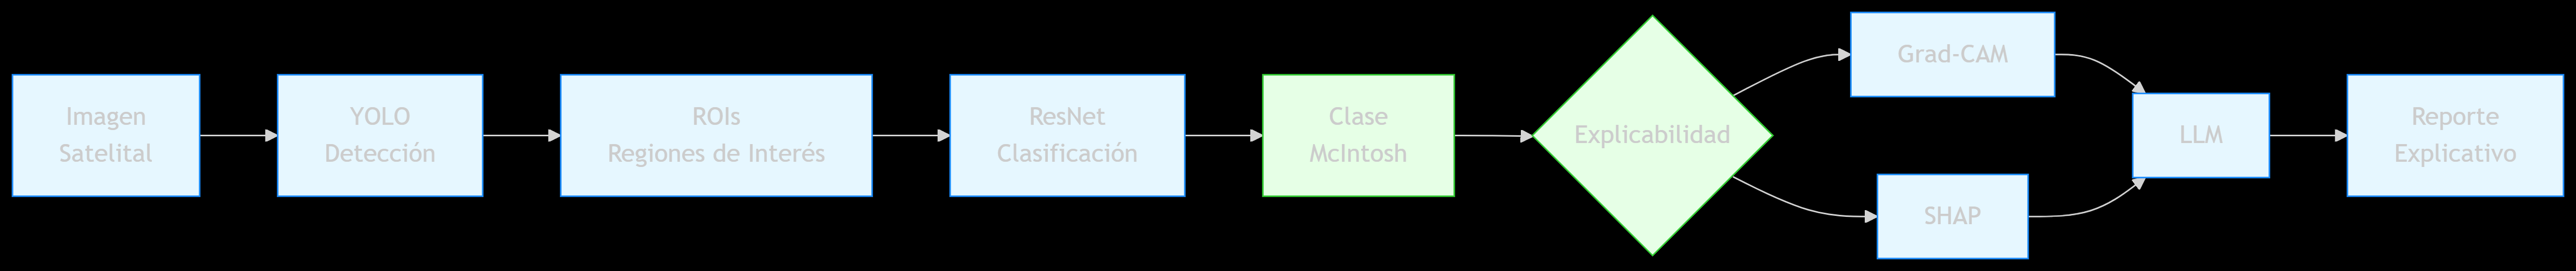 Imagen
Satelital
YOLO
Detección
ROIs
Regiones de Interés
ResNet
Clasificación
Clase
McIntosh
Explicabilidad
Grad-CAM
SHAP
LLM
Reporte
Explicativo